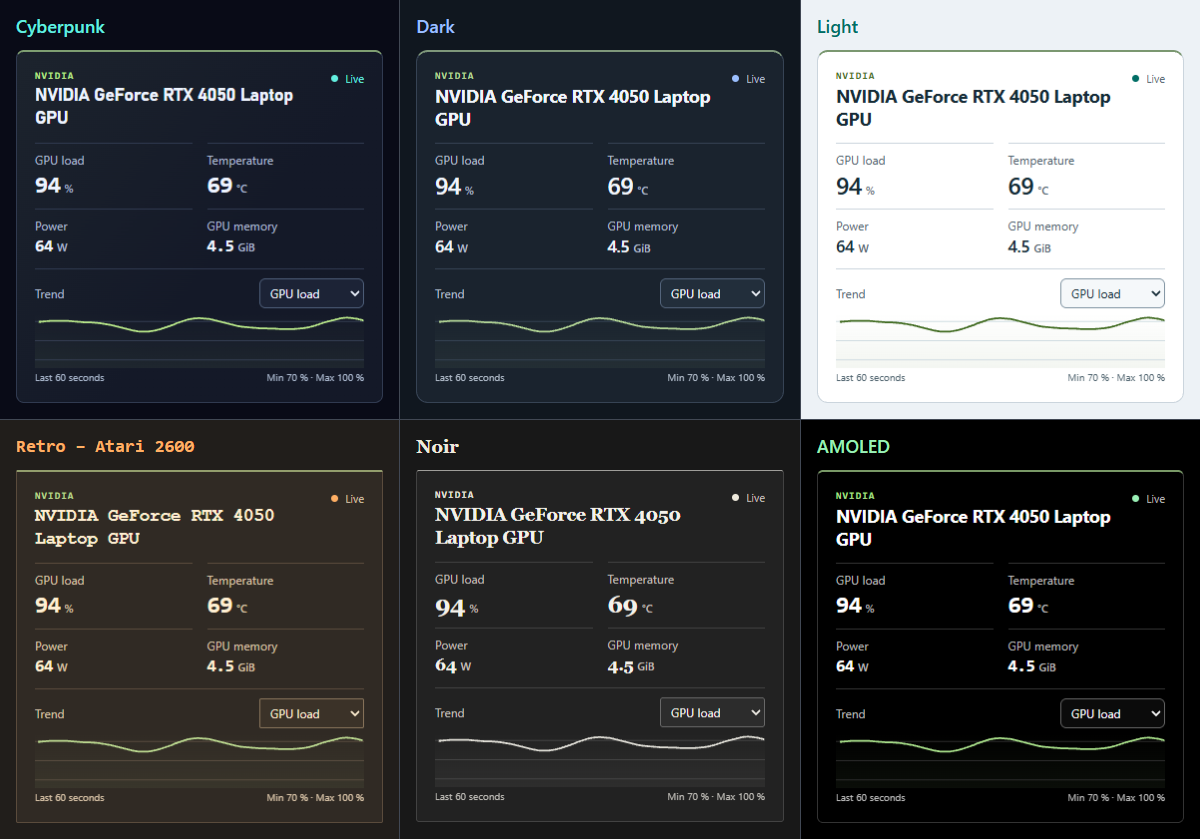 Cyberpunk
NVIDIA
Live
NVIDIA GeForce RTX 4050 Laptop
GPU
GPU load
Temperature
94 %
69 °C
Power
GPU memory
64 W
4.5 GiB
Trend
GPU load
Last 60 seconds
Min 70 % · Max 100 %
Dark
NVIDIA
Live
NVIDIA GeForce RTX 4050 Laptop
GPU
GPU load
Temperature
94 %
69 °C
Power
GPU memory
64 W
4.5 GiB
Trend
GPU load
Last 60 seconds
Min 70 % · Max 100 %
Light
NVIDIA
Live
NVIDIA GeForce RTX 4050 Laptop
GPU
GPU load
Temperature
94 %
69 °C
Power
GPU memory
64 W
4.5 GiB
Trend
GPU load
Last 60 seconds
Min 70 % · Max 100 %
Retro – Atari 2600
NVIDIA
Live
NVIDIA GeForce RTX 4050
Laptop GPU
GPU load
Temperature
94 %
69 °C
Power
GPU memory
64 W
4.5 GiB
Trend
GPU load
Last 60 seconds
Min 70 % · Max 100 %
Noir
NVIDIA
Live
NVIDIA GeForce RTX 4050
Laptop GPU
GPU load
Temperature
94 %
69 °C
Power
GPU memory
64 W
4.5 GiB
Trend
GPU load
Last 60 seconds
Min 70 % · Max 100 %
AMOLED
NVIDIA
Live
NVIDIA GeForce RTX 4050 Laptop
GPU
GPU load
Temperature
94 %
69 °C
Power
GPU memory
64 W
4.5 GiB
Trend
GPU load
Last 60 seconds
Min 70 % · Max 100 %